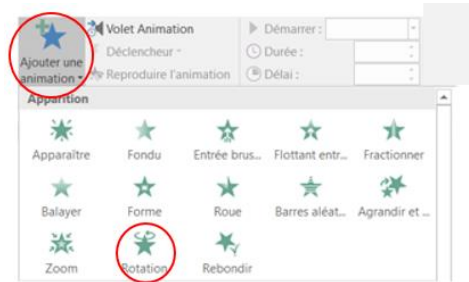 Ajouter une
animation
Volet Animation
Déclencheur
Reproduire l'animation
Démarrer :
Durée :
Délai :
Apparition
Apparaître Fondu Entrée brus... Flottant entr... Fractionner
Balayer Forme Roue Barres aléat... Agrandir et ...
Zoom Rotation Rebondir